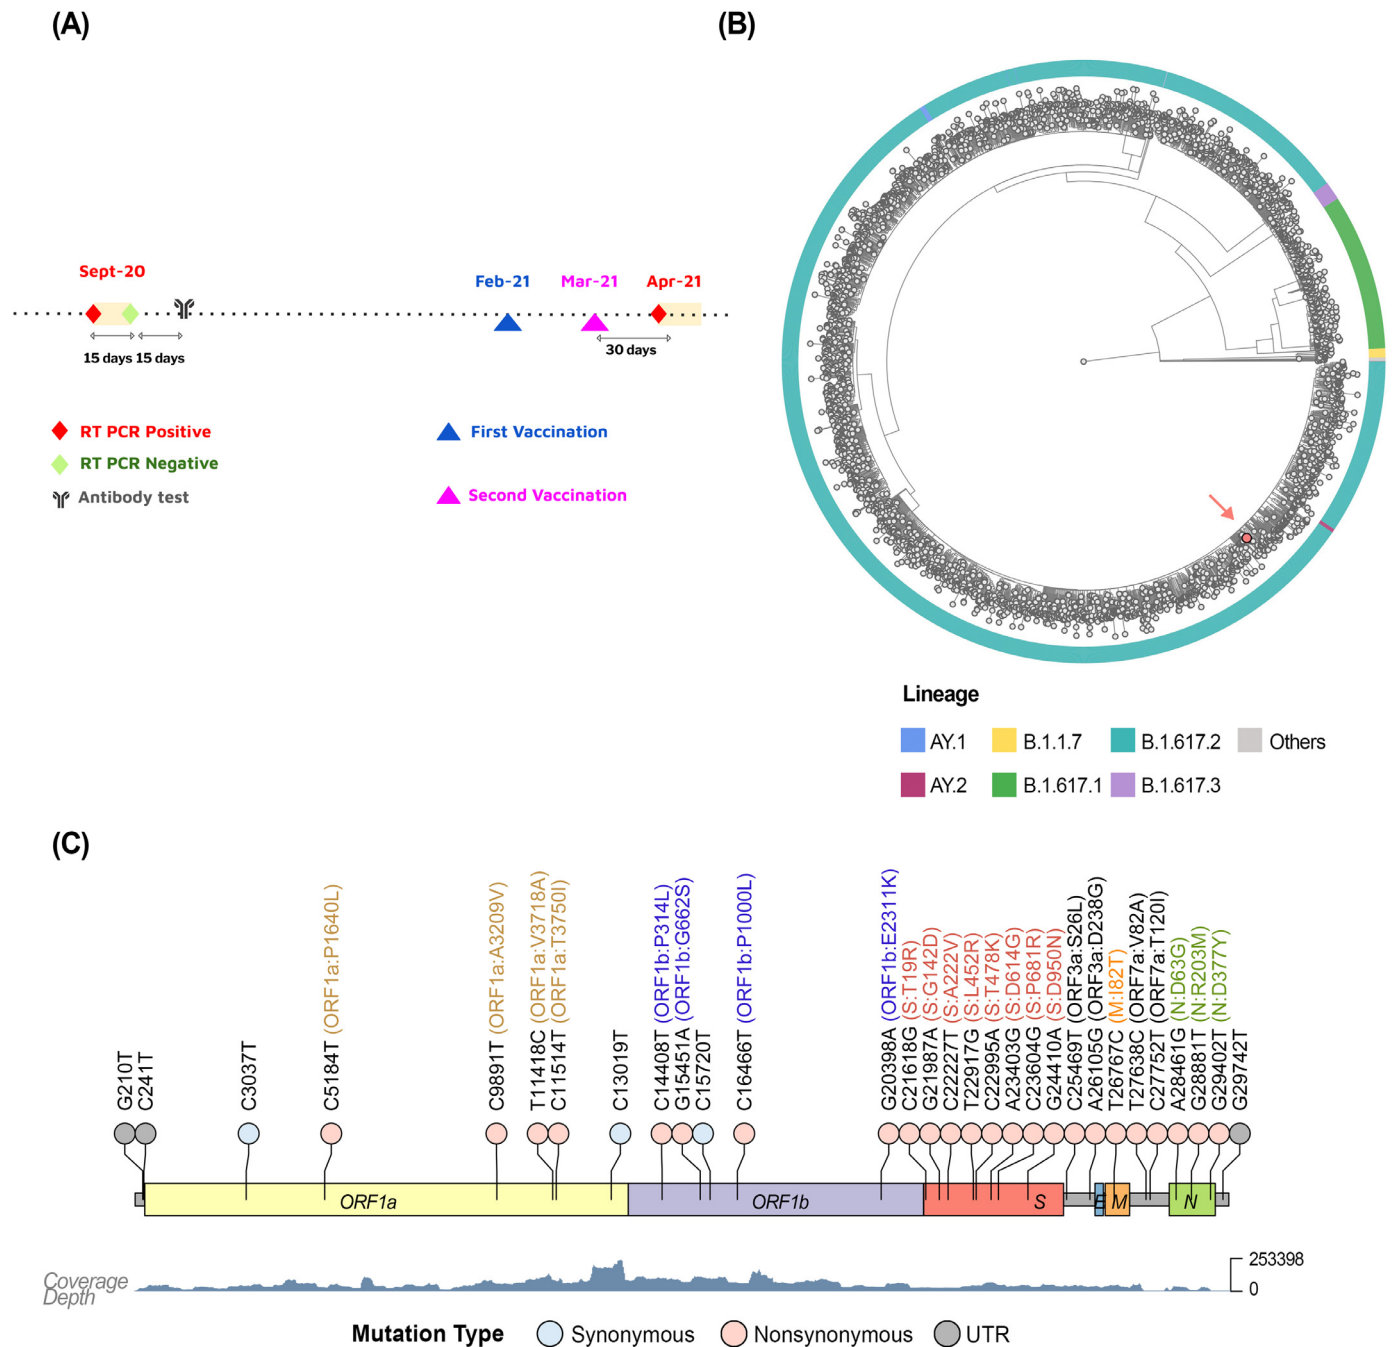 (A)
Sept-20
Feb-21
Mar-21
Apr-21
15 days 15 days
30 days
RT PCR Positive
RT PCR Negative
Antibody test
First Vaccination
Second Vaccination
(B)
Lineage
AY.1
B.1.1.7
B.1.617.2
Others
AY.2
B.1.617.1
B.1.617.3
(C)
G210T
C241T
C3037T
C5184T (ORF1a:P1640L)
C9891T (ORF1a:A3209V)
T11418C (ORF1a:V3718A)
C11514T (ORF1a:T3750I)
C13019T
C14408T (ORF1b:P314L)
G15451A (ORF1b:G662S)
C15720T
C16466T (ORF1b:P1000L)
G20398A (ORF1b:E2311K)
C21618G (S:T19R)
G21987A (S:G142D)
C22227T (S:A222V)
T22917G (S:L452R)
C22995A (S:T478K)
A23403G (S:D614G)
C23604G (S:P681R)
G24410A (S:D950N)
C25469T (ORF3a:S26L)
A26105G (ORF3a:D238G)
T26767C (M:I82T)
T27638C (ORF7a:V82A)
C27752T (ORF7a:T120I)
A28461G (N:D63G)
G28881T (N:R203M)
G29402T (N:D377Y)
G29742T
ORF1a
ORF1b
S
E
M
N
Coverage
Depth
253398
0
Mutation Type
Synonymous
Nonsynonymous
UTR